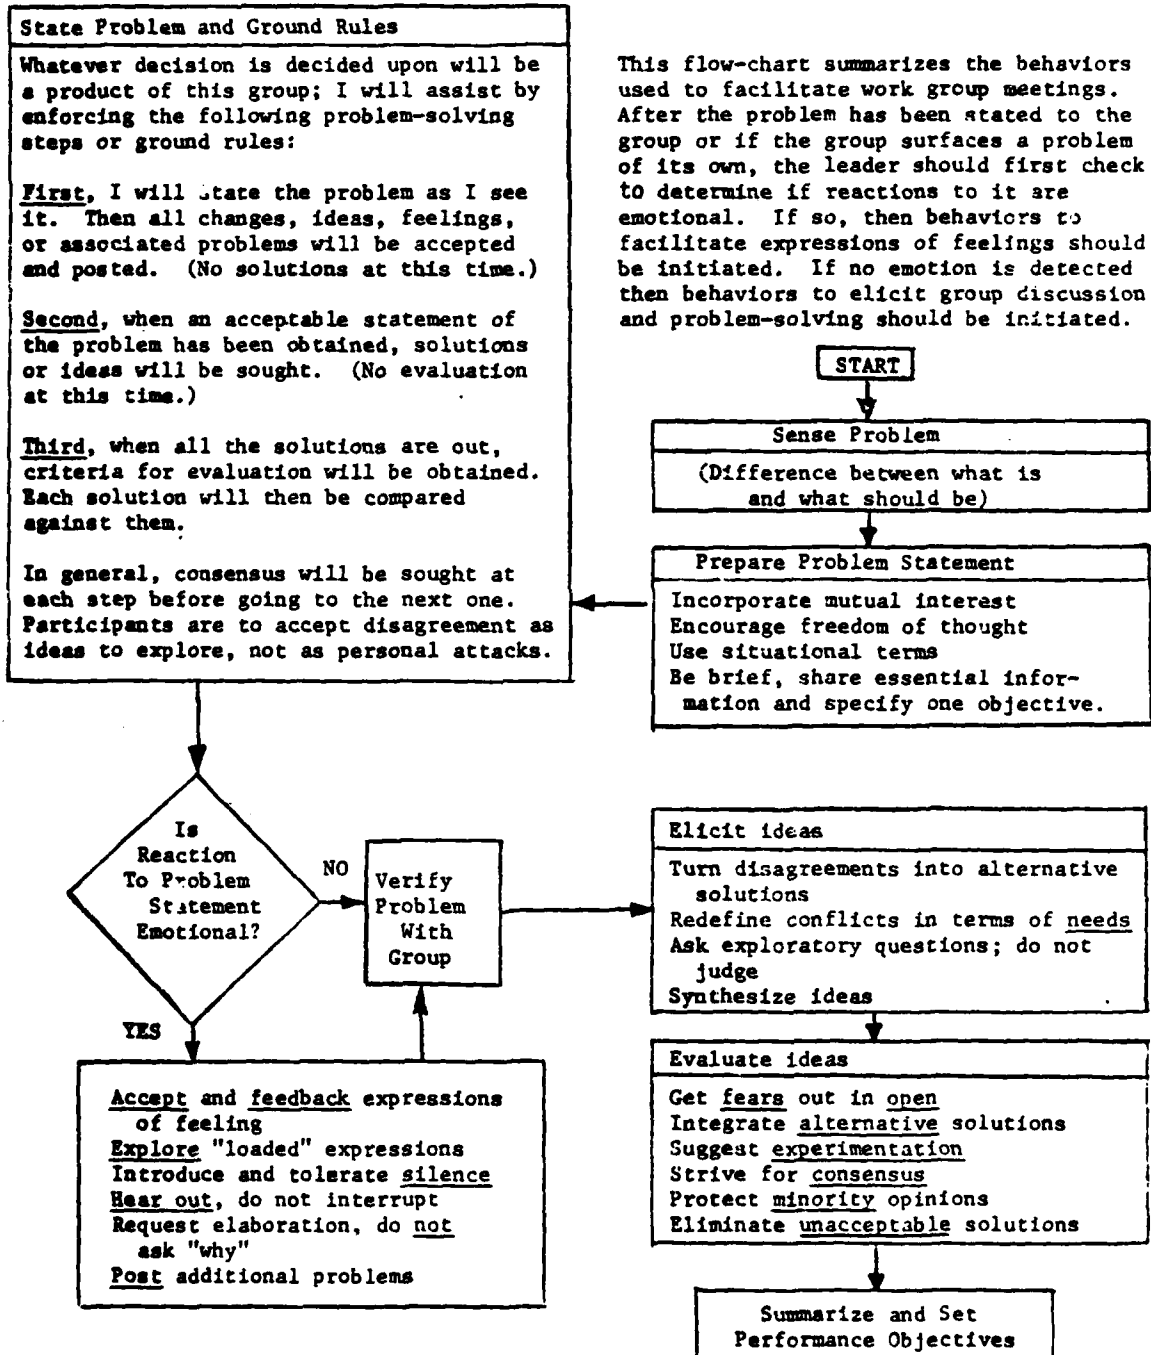 State Problem and Ground Rules
Whatever decision is decided upon will be
a product of this group; I will assist by
enforcing the following problem-solving
steps or ground rules:
First, I will state the problem as I see
it. Then all changes, ideas, feelings,
or associated problems will be accepted
and posted. (No solutions at this time.)
Second, when an acceptable statement of
the problem has been obtained, solutions
or ideas will be sought. (No evaluation
at this time.)
Third, when all the solutions are out,
criteria for evaluation will be obtained.
Each solution will then be compared
against them.
In general, consensus will be sought at
each step before going to the next one.
Participants are to accept disagreement as
ideas to explore, not as personal attacks.
This flow-chart summarizes the behaviors
used to facilitate work group meetings.
After the problem has been stated to the
group or if the group surfaces a problem
of its own, the leader should first check
to determine if reactions to it are
emotional. If so, then behaviors to
facilitate expressions of feelings should
be initiated. If no emotion is detected
then behaviors to elicit group discussion
and problem-solving should be initiated.
START
Sense Problem
(Difference between what is
and what should be)
Prepare Problem Statement
Incorporate mutual interest
Encourage freedom of thought
Use situational terms
Be brief, share essential infor-
mation and specify one objective.
Is
Reaction
To Problem
Statement
Emotional?
NO
YES
Verify
Problem
With
Group
Accept and feedback expressions
of feeling
Explore "loaded" expressions
Introduce and tolerate silence
Hear out, do not interrupt
Request elaboration, do not
ask "why"
Post additional problems
Elicit ideas
Turn disagreements into alternative
solutions
Redefine conflicts in terms of needs
Ask exploratory questions; do not
judge
Synthesize ideas
Evaluate ideas
Get fears out in open
Integrate alternative solutions
Suggest experimentation
Strive for consensus
Protect minority opinions
Eliminate unacceptable solutions
Summarize and Set
Performance Objectives